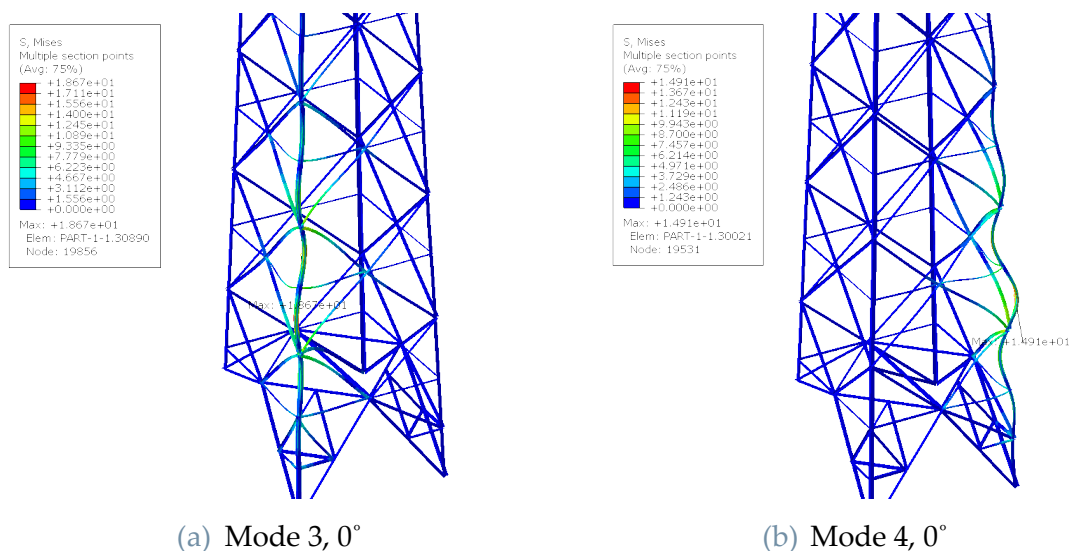 S, Mises
Multiple section points
(Avg: 75%)
+1.867e+01
+1.711e+01
+1.556e+01
+1.400e+01
+1.245e+01
+1.089e+01
+9.335e+00
+7.779e+00
+6.223e+00
+4.667e+00
+3.112e+00
+1.556e+00
+0.000e+00
Max: +1.867e+01
Elem: PART-1-1.30890
Node: 19856
Max: +1.867e+01
(a) Mode 3, 0°
S, Mises
Multiple section points
(Avg: 75%)
+1.491e+01
+1.367e+01
+1.243e+01
+1.119e+01
+9.943e+00
+8.700e+00
+7.457e+00
+6.214e+00
+4.971e+00
+3.729e+00
+2.486e+00
+1.243e+00
+0.000e+00
Max: +1.491e+01
Elem: PART-1-1.30021
Node: 19531
Max: +1.491e+01
(b) Mode 4, 0°